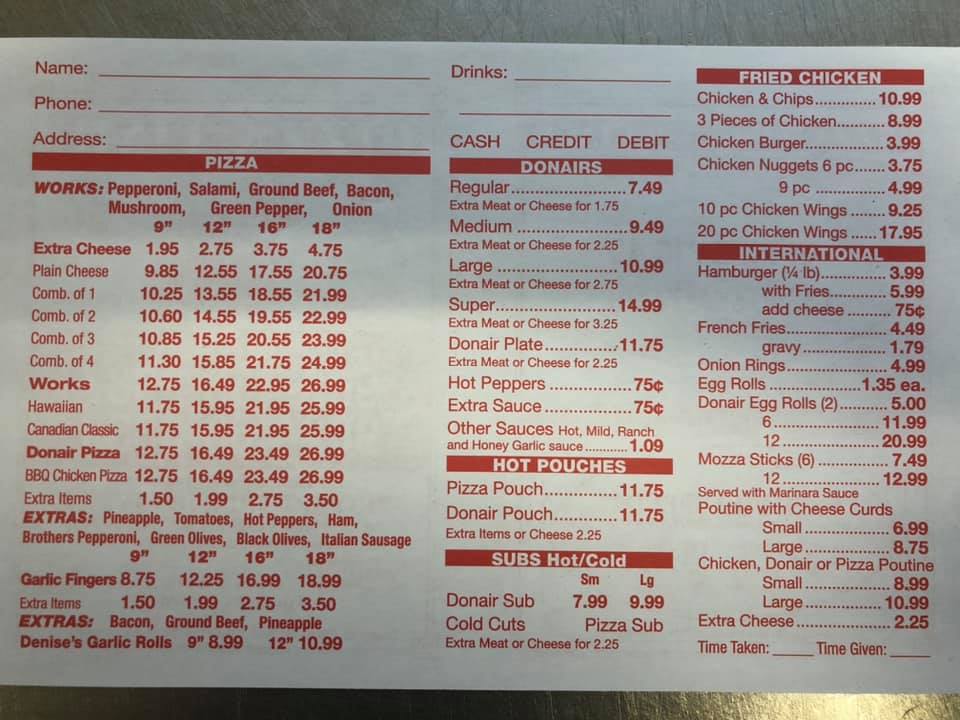 Name:
Phone:
Address:
PIZZA
WORKS: Pepperoni, Salami, Ground Beef, Bacon,
Mushroom, Green Pepper, Onion
9" 12" 16" 18"
Extra Cheese 1.95 2.75 3.75 4.75
Plain Cheese 9.85 12.55 17.55 20.75
Comb. of 1 10.25 13.55 18.55 21.99
Comb. of 2 10.60 14.55 19.55 22.99
Comb. of 3 10.85 15.25 20.55 23.99
Comb. of 4 11.30 15.85 21.75 24.99
Works 12.75 16.49 22.95 26.99
Hawaiian 11.75 15.95 21.95 25.99
Canadian Classic 11.75 15.95 21.95 25.99
Donair Pizza 12.75 16.49 23.49 26.99
BBQ Chicken Pizza 12.75 16.49 23.49 26.99
Extra Items 1.50 1.99 2.75 3.50
EXTRAS: Pineapple, Tomatoes, Hot Peppers, Ham,
Brothers Pepperoni, Green Olives, Black Olives, Italian Sausage
9" 12" 16" 18"
Garlic Fingers 8.75 12.25 16.99 18.99
Extra Items 1.50 1.99 2.75 3.50
EXTRAS: Bacon, Ground Beef, Pineapple
Denise's Garlic Rolls 9" 8.99 12" 10.99
Drinks:
CASH CREDIT DEBIT
DONAIRS
Regular 7.49
Extra Meat or Cheese for 1.75
Medium 9.49
Extra Meat or Cheese for 2.25
Large 10.99
Extra Meat or Cheese for 2.75
Super 14.99
Extra Meat or Cheese for 3.25
Donair Plate 11.75
Extra Meat or Cheese for 2.25
Hot Peppers 75¢
Extra Sauce 75¢
Other Sauces Hot, Mild, Ranch
and Honey Garlic sauce 1.09
HOT POUCHES
Pizza Pouch 11.75
Donair Pouch 11.75
Extra Items or Cheese 2.25
SUBS Hot/Cold
Sm Lg
Donair Sub 7.99 9.99
Cold Cuts Pizza Sub
Extra Meat or Cheese for 2.25
FRIED CHICKEN
Chicken & Chips 10.99
3 Pieces of Chicken 8.99
Chicken Burger 3.99
Chicken Nuggets 6 pc 3.75
9 pc 4.99
10 pc Chicken Wings 9.25
20 pc Chicken Wings 17.95
INTERNATIONAL
Hamburger (¼ lb) 3.99
with Fries 5.99
add cheese 75¢
French Fries 4.49
gravy 1.79
Onion Rings 4.99
Egg Rolls 1.35 ea.
Donair Egg Rolls (2) 5.00
6 11.99
12 20.99
Mozza Sticks (6) 7.49
12 12.99
Served with Marinara Sauce
Poutine with Cheese Curds
Small 6.99
Large 8.75
Chicken, Donair or Pizza Poutine
Small 8.99
Large 10.99
Extra Cheese 2.25
Time Taken: Time Given: